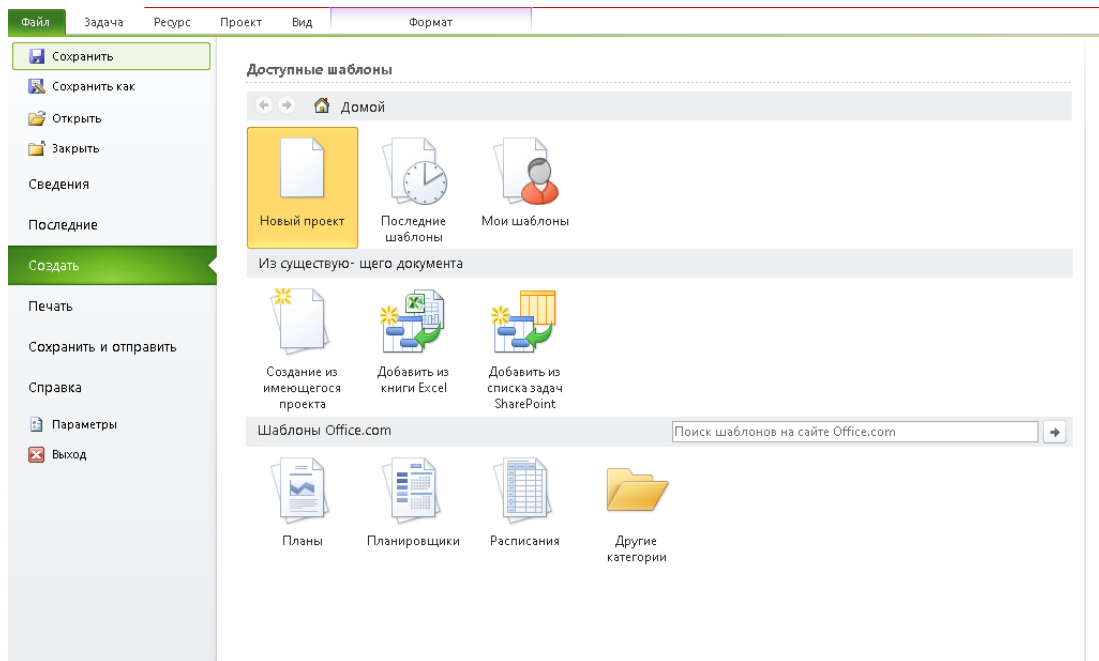 Файл Задача Ресурс Проект Вид Формат
Сохранить
Сохранить как
Открыть
Закрыть
Сведения
Последние
Создать
Печать
Сохранить и отправить
Справка
Параметры
Выход
Доступные шаблоны
Домой
Новый проект
Последние
шаблоны
Мои шаблоны
Из существую- щего документа
Создание из
имеющегося
проекта
Добавить из
книги Excel
Добавить из
списка задач
SharePoint
Шаблоны Office.com
Поиск шаблонов на сайте Office.com
Планы
Планировщики
Расписания
Другие
категории